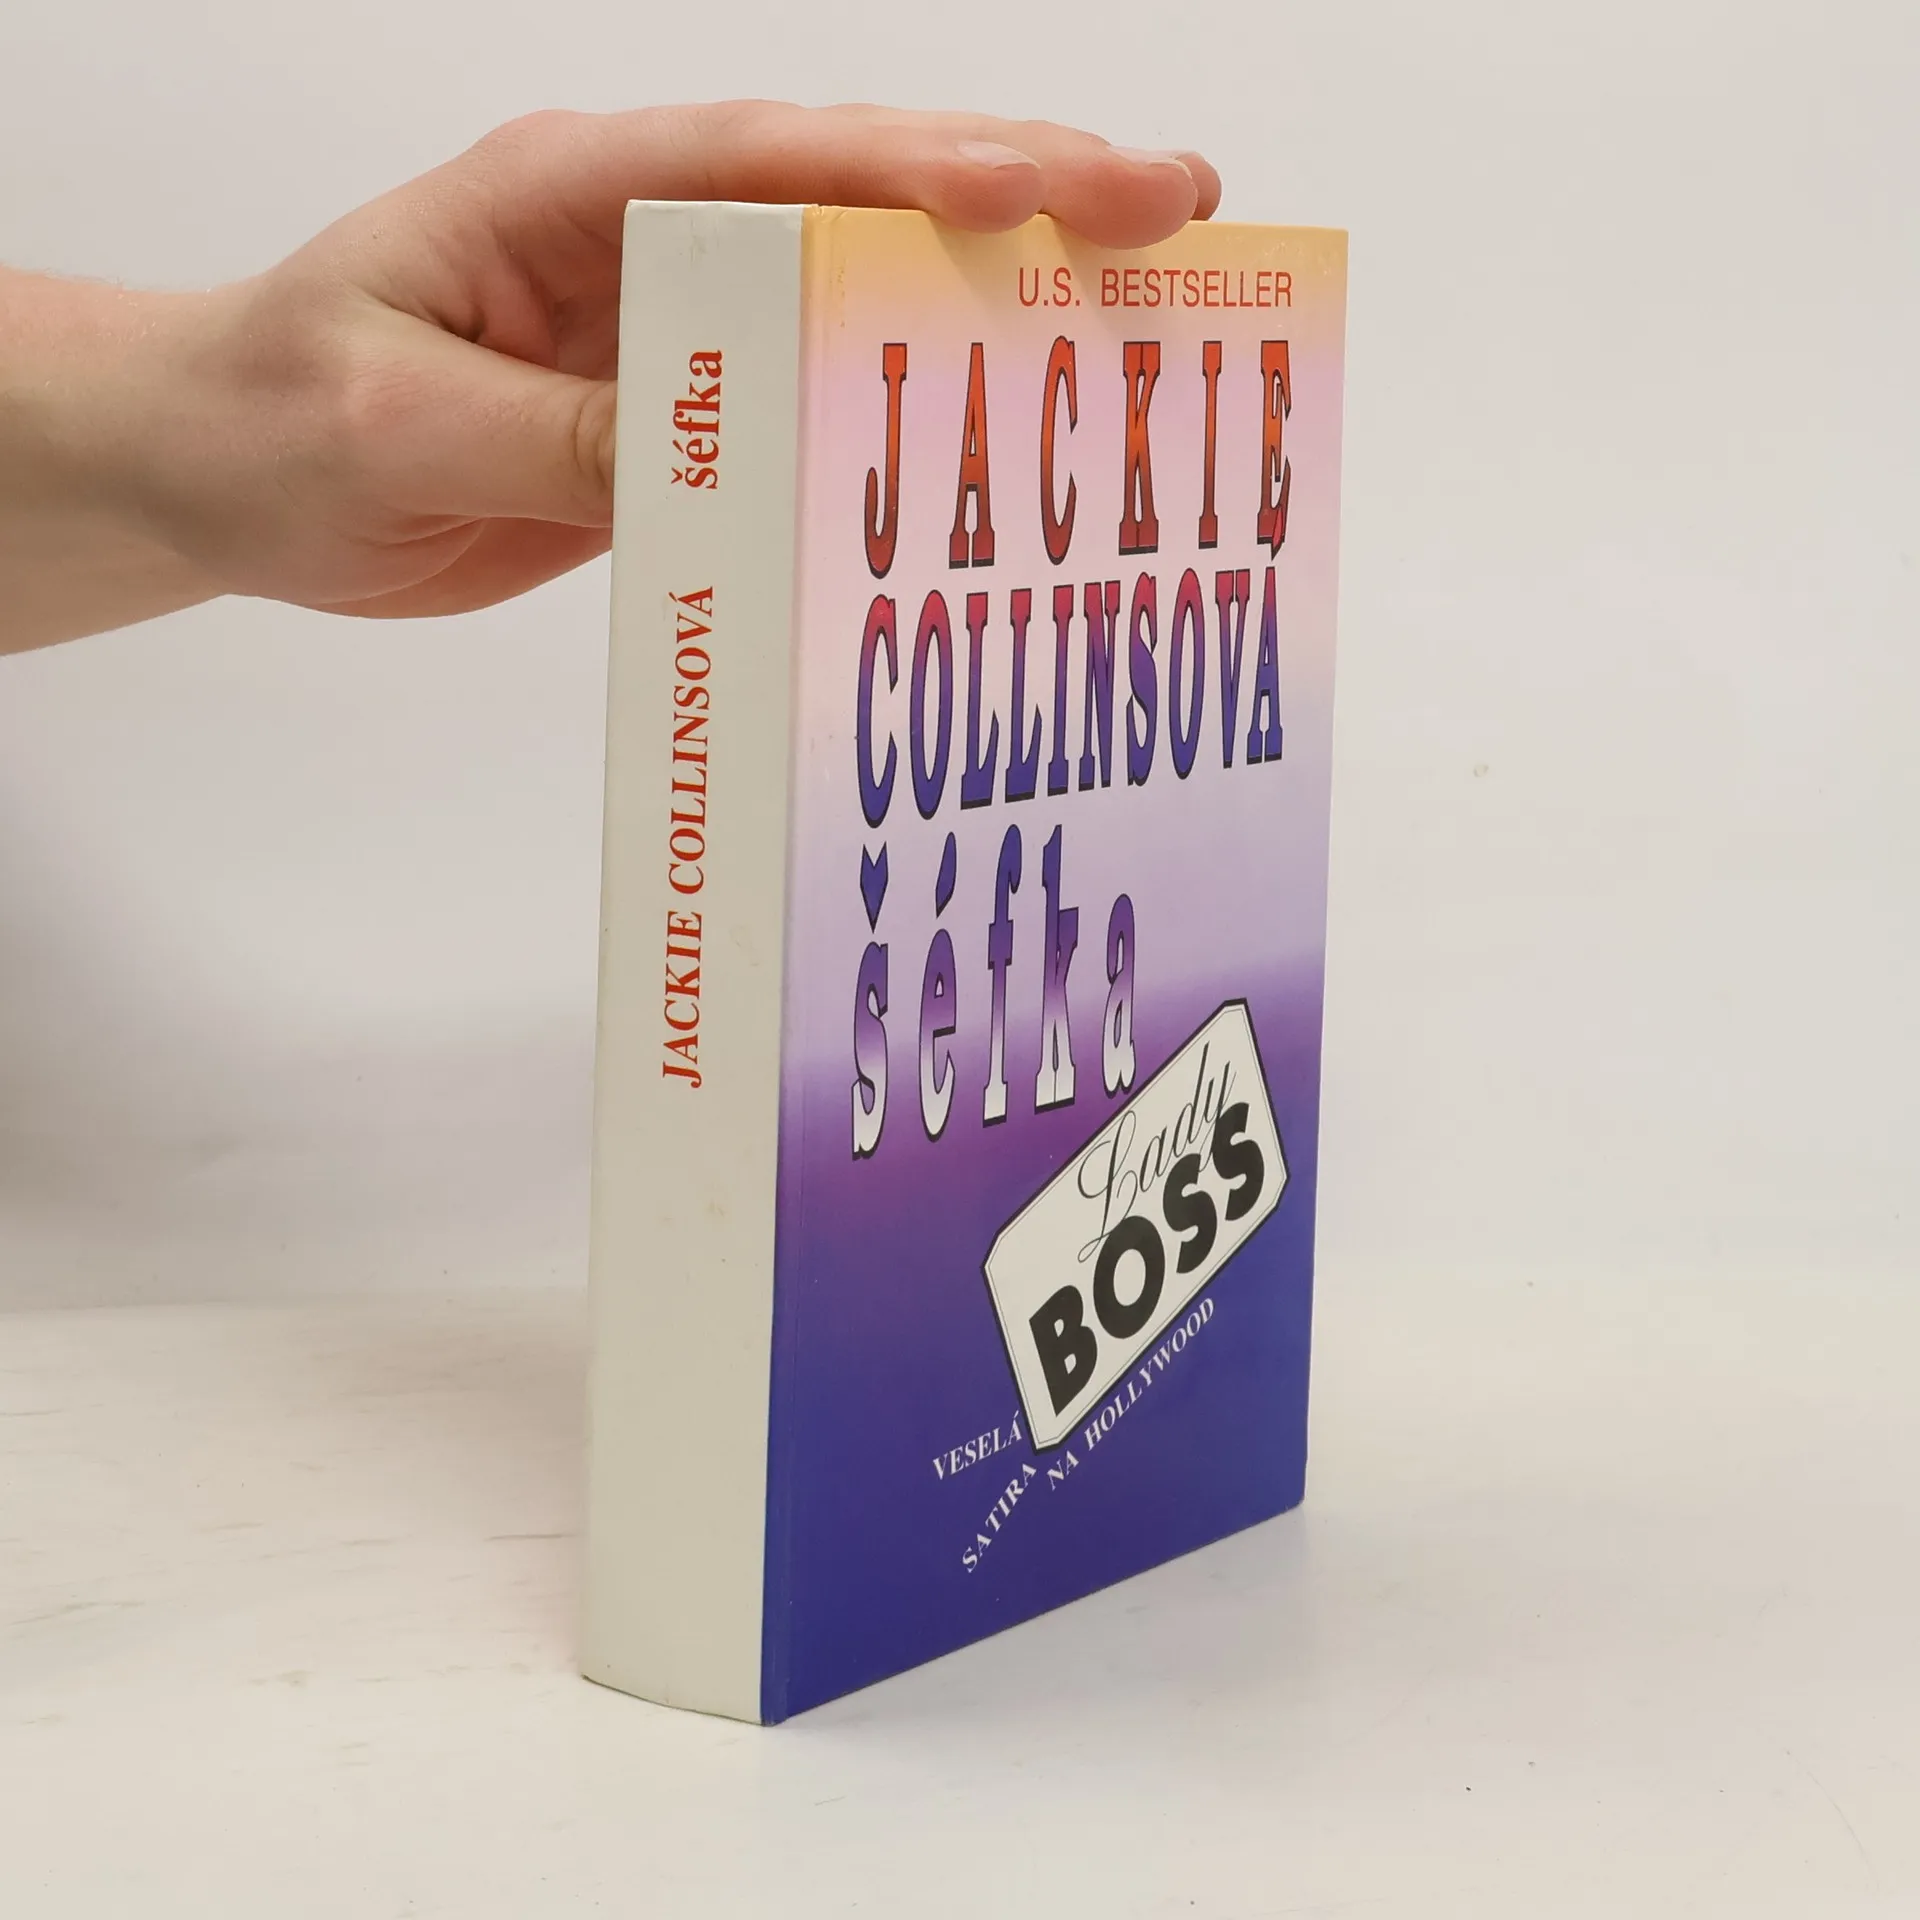 JACKIE COLLINSOVÁ šéfka
U.S. BESTSELLER
JACKIE
COLLINSOVÁ
šéfka
Lady
BOSS
VESELÁ
SATIRA NA HOLLYWOOD